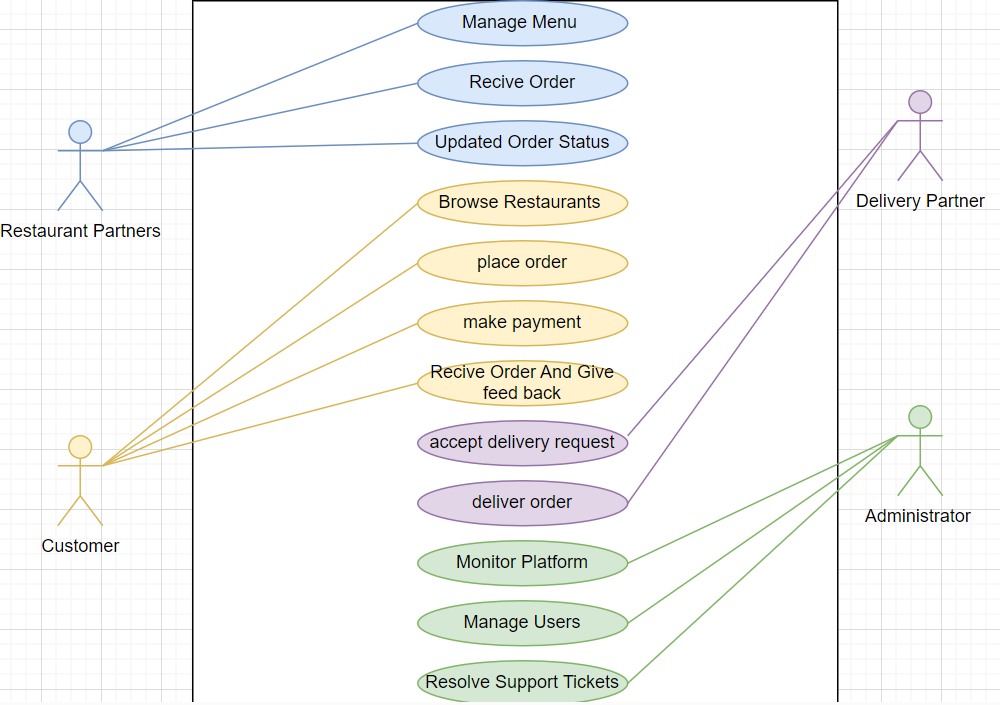 Manage Menu
Recive Order
Updated Order Status
Restaurant Partners
Browse Restaurants
Delivery Partner
place order
make payment
Recive Order And Give
feed back
accept delivery request
deliver order
Customer
Administrator
Monitor Platform
Manage Users
Resolve Support Tickets